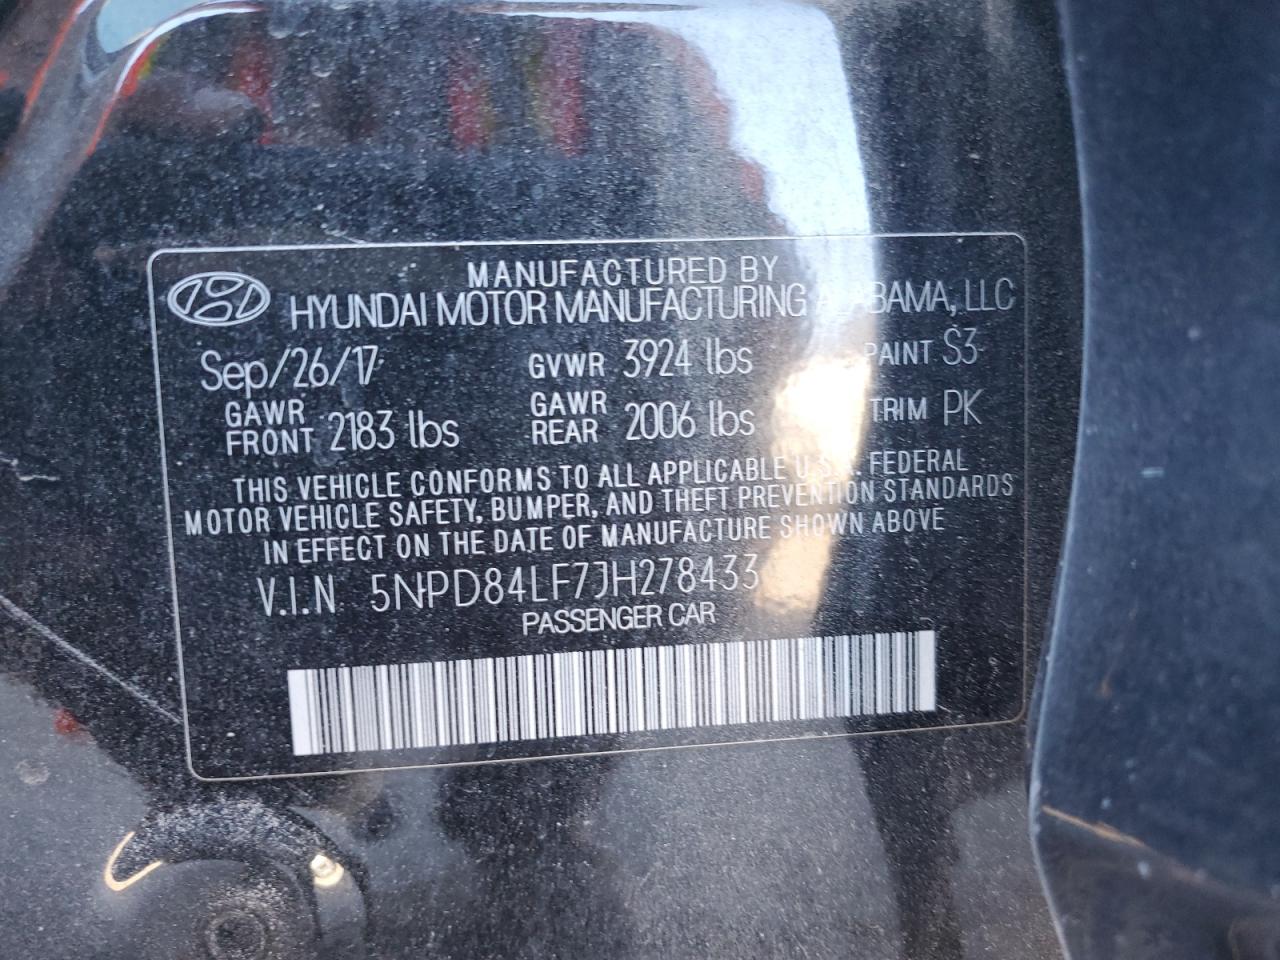 MANUFACTURED BY
HYUNDAI MOTOR MANUFACTURING ALABAMA, LLC
Sep/26/17 GVWR 3924 lbs PAINT S3
GAWR FRONT 2183 lbs GAWR REAR 2006 lbs TRIM PK
THIS VEHICLE CONFORMS TO ALL APPLICABLE U.S.A. FEDERAL
MOTOR VEHICLE SAFETY, BUMPER, AND THEFT PREVENTION STANDARDS
IN EFFECT ON THE DATE OF MANUFACTURE SHOWN ABOVE
V.I.N 5NPD84LF7JH278433
PASSENGER CAR